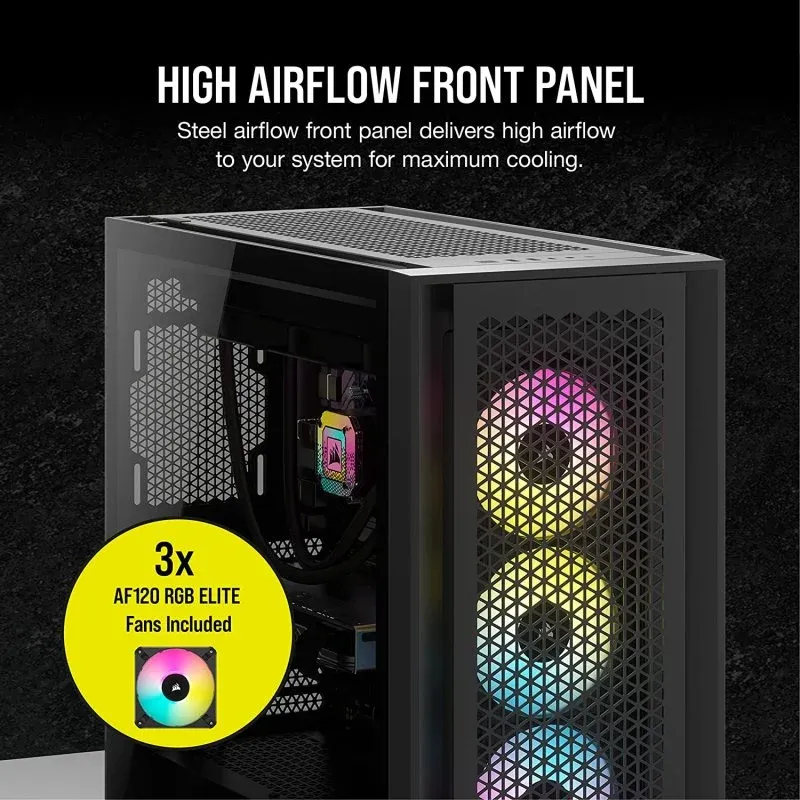 HIGH AIRFLOW FRONT PANEL
Steel airflow front panel delivers high airflow
to your system for maximum cooling.
3x
AF120 RGB ELITE
Fans Included